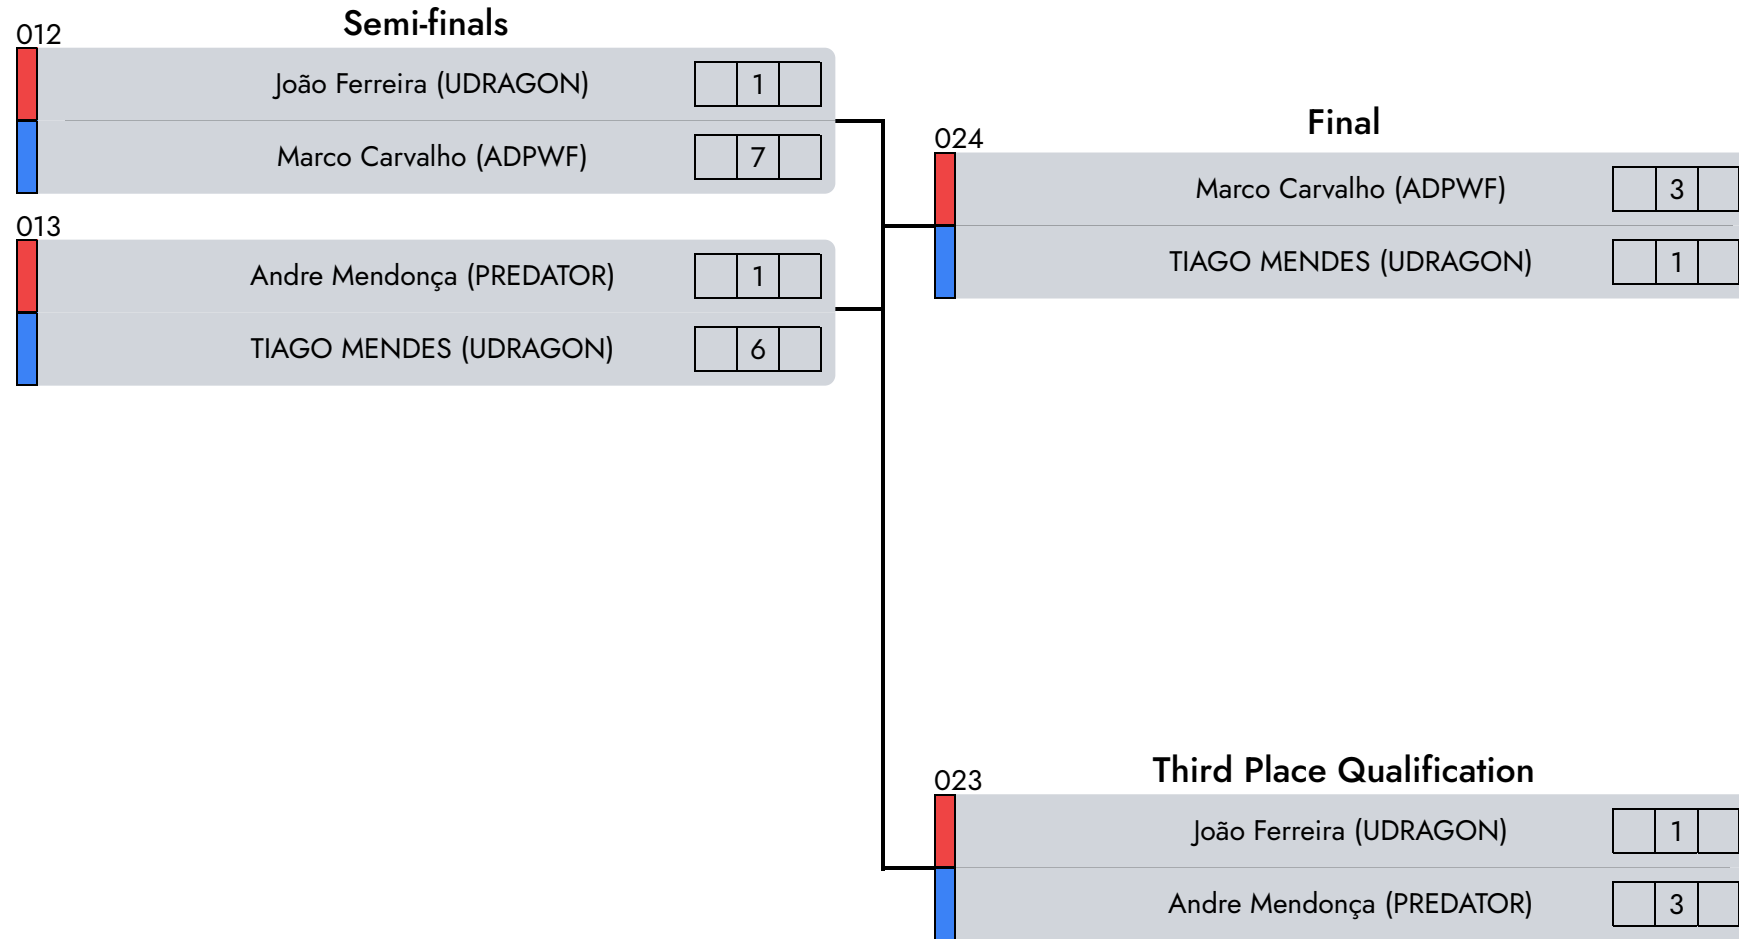 Semi-finals
012
João Ferreira (UDRAGON) 1
Marco Carvalho (ADPWF) 7
013
Andre Mendonça (PREDATOR) 1
TIAGO MENDES (UDRAGON) 6
Final
024
Marco Carvalho (ADPWF) 3
TIAGO MENDES (UDRAGON) 1
Third Place Qualification
023
João Ferreira (UDRAGON) 1
Andre Mendonça (PREDATOR) 3